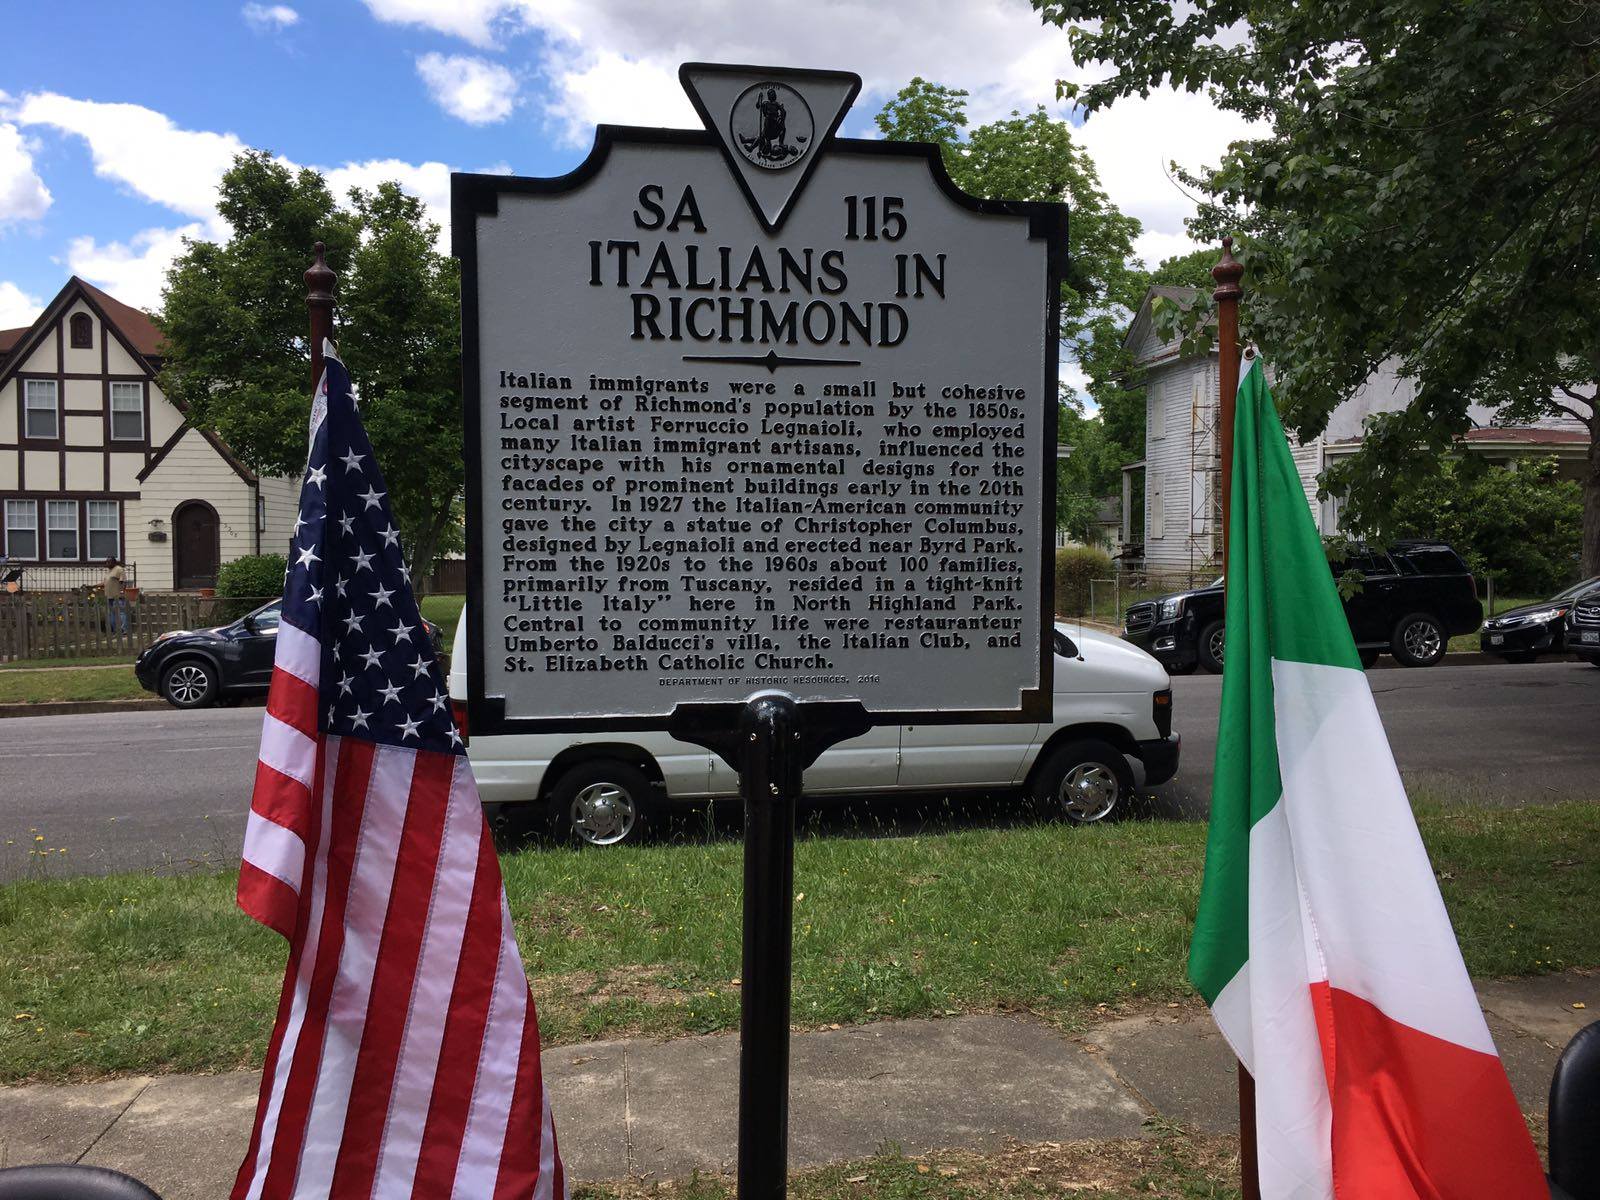 SA 115
ITALIANS IN
RICHMOND
Italian immigrants were a small but cohesive
segment of Richmond's population by the 1850s.
Local artist Ferruccio Legnaioli, who employed
many Italian immigrant artisans, influenced the
cityscape with his ornamental designs for the
facades of prominent buildings early in the 20th
century. In 1927 the Italian-American community
gave the city a statue of Christopher Columbus,
designed by Legnaioli and erected near Byrd Park.
From the 1920s to the 1960s about 100 families,
primarily from Tuscany, resided in a tight-knit
"Little Italy" here in North Highland Park.
Central to community life were restauranteur
Umberto Balducci's villa, the Italian Club, and
St. Elizabeth Catholic Church.
DEPARTMENT OF HISTORIC RESOURCES, 2016